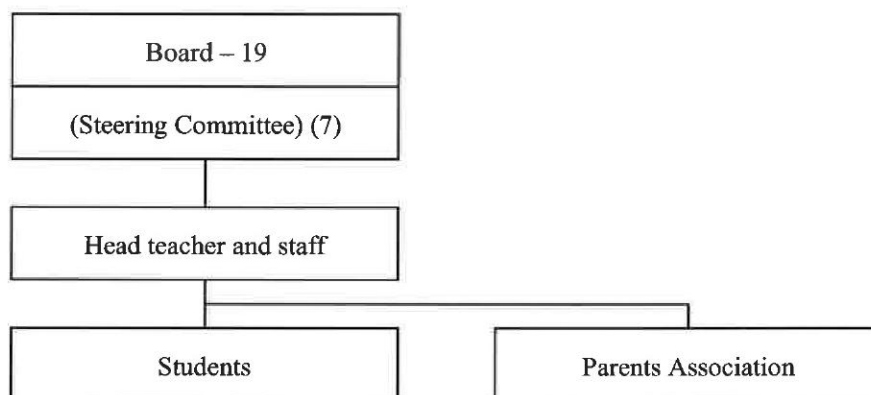 Board – 19
(Steering Committee) (7)
Head teacher and staff
Students
Parents Association